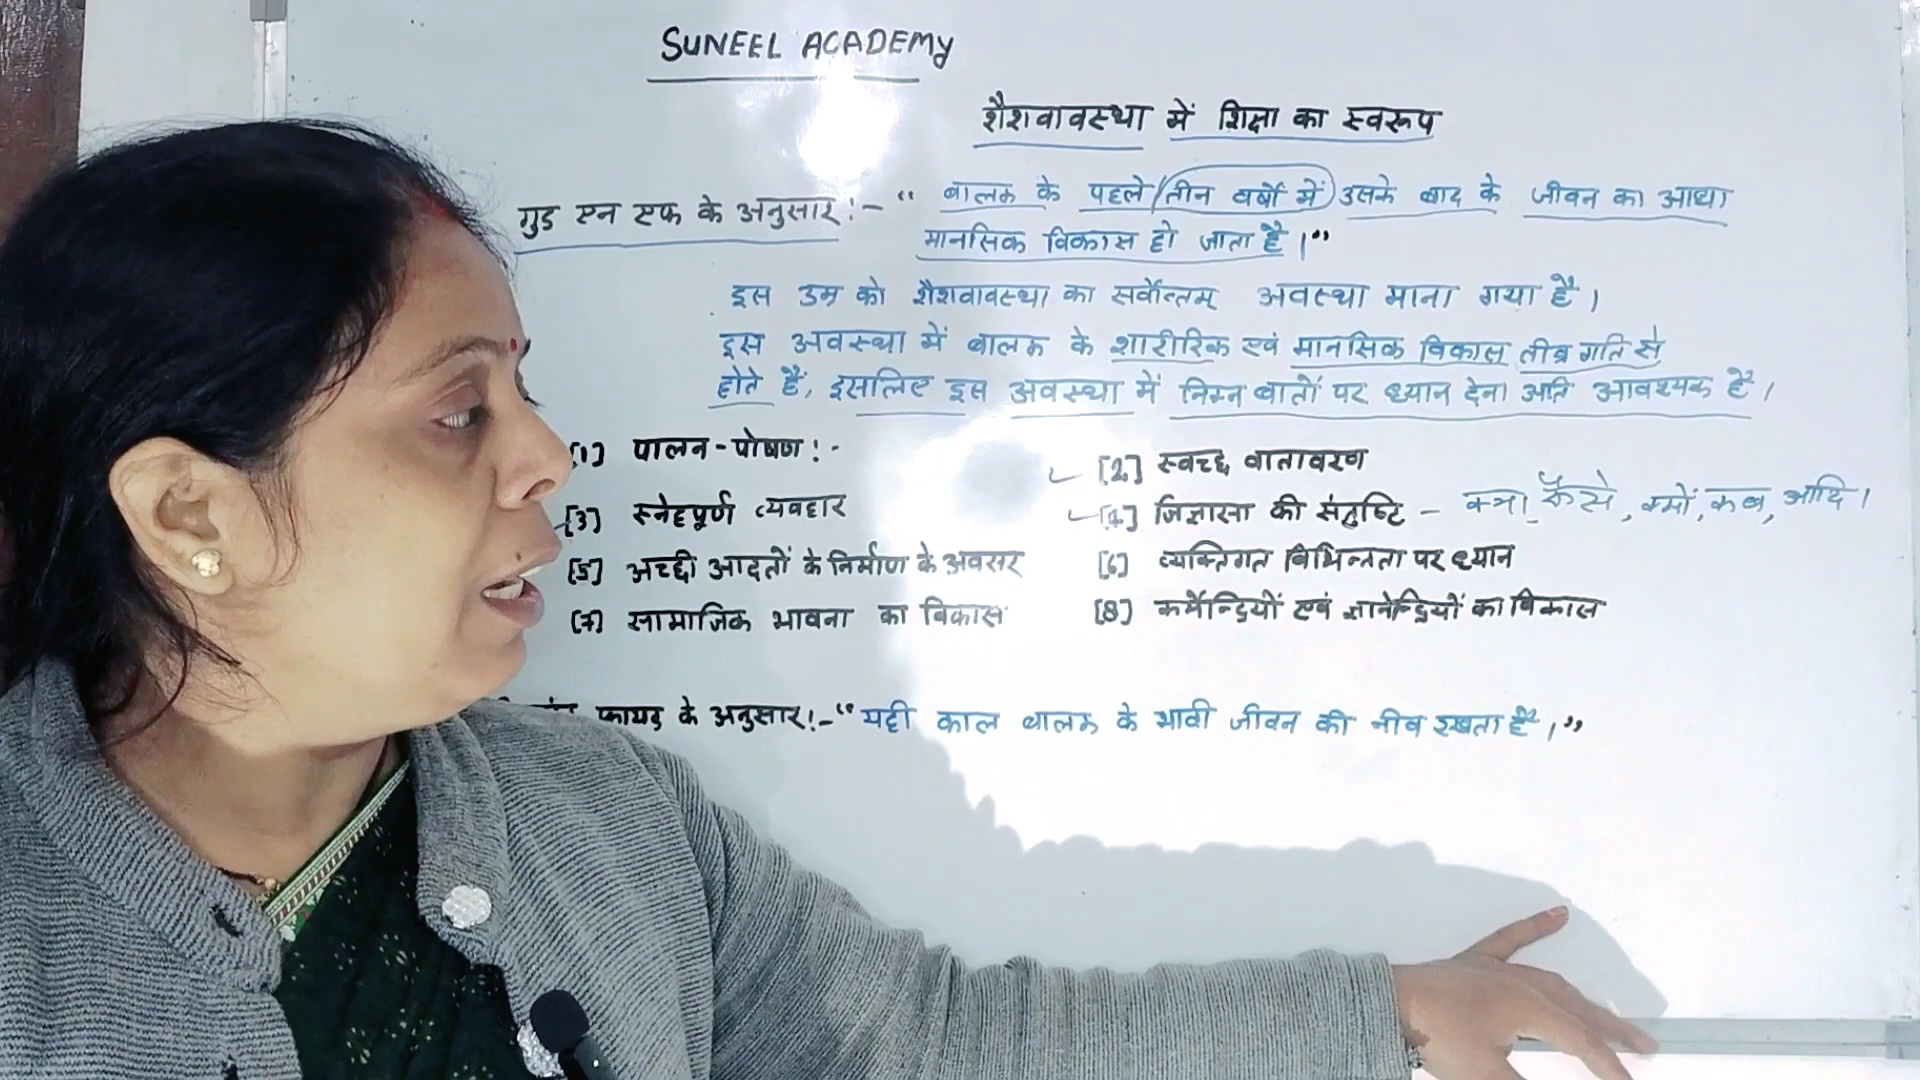 SUNEEL ACADEMY
शैशवावस्था में शिक्षा का स्वरूप
गुड एन एफ के अनुसार :- “ बालक के पहले तीन वर्षों में उसके बाद के जीवन का आधा
मानसिक विकास हो जाता है ।”
इस उम्र को शैशवावस्था का सर्वोत्तम् अवस्था माना गया है ।
इस अवस्था में बालक के शारीरिक एवं मानसिक विकास तीव्र गति से
होते हैं, इसलिए इस अवस्था में निम्न बातों पर ध्यान देना अति आवश्यक है ।
[1] पालन-पोषण :-
[2] स्वच्छ वातावरण
[3] स्नेहपूर्ण व्यवहार
[4] जिज्ञासा की संतुष्टि – क्या, कैसे, क्यों, कब, आदि ।
[5] अच्छी आदतों के निर्माण के अवसर
[6] व्यक्तिगत विभिन्नता पर ध्यान
[7] सामाजिक भावना का विकास
[8] कर्मेन्द्रियों एवं ज्ञानेन्द्रियों का विकास
फ्रायड के अनुसार :- “ यही काल बालक के भावी जीवन की नीव रखता है ।”